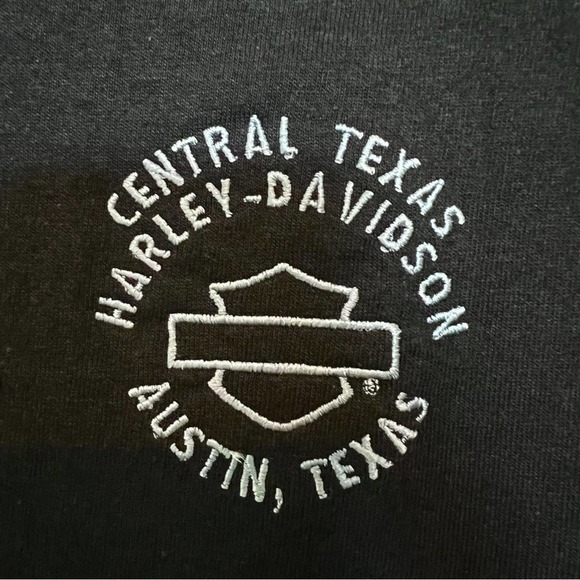 CENTRAL TEXAS
HARLEY-DAVIDSON
AUSTIN, TEXAS
®